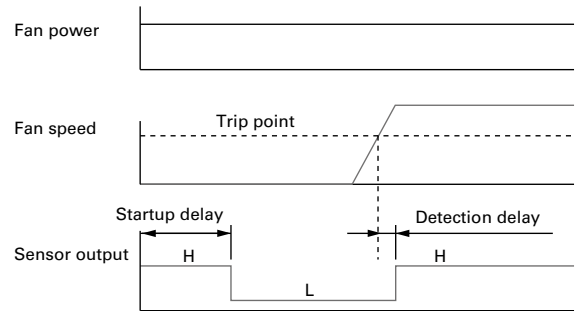 Fan power
Fan speed
Trip point
Startup delay
Detection delay
Sensor output
H
H
L